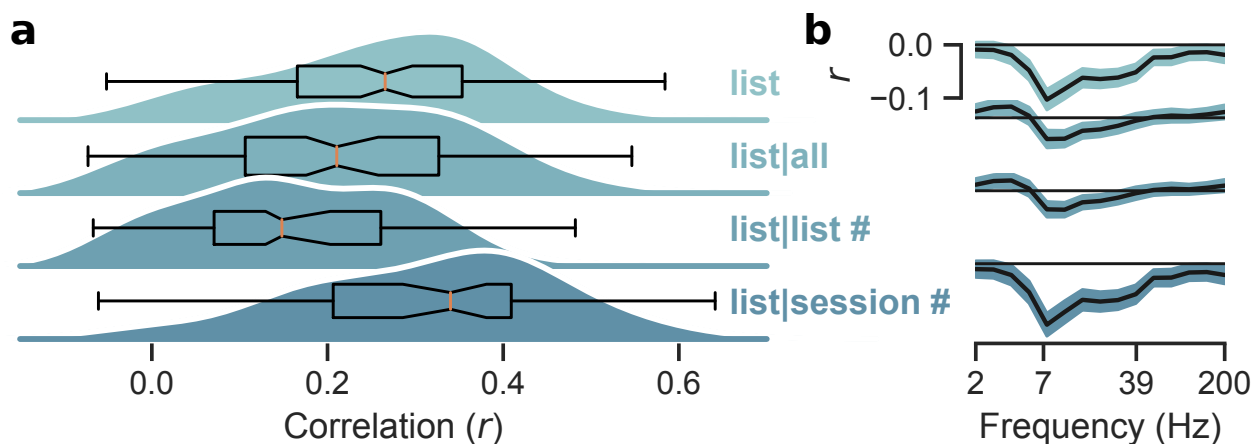 a
list
list|all
list|list #
list|session #
0.0 0.2 0.4 0.6
Correlation (r)
b
0.0
r
−0.1
2 7 39 200
Frequency (Hz)